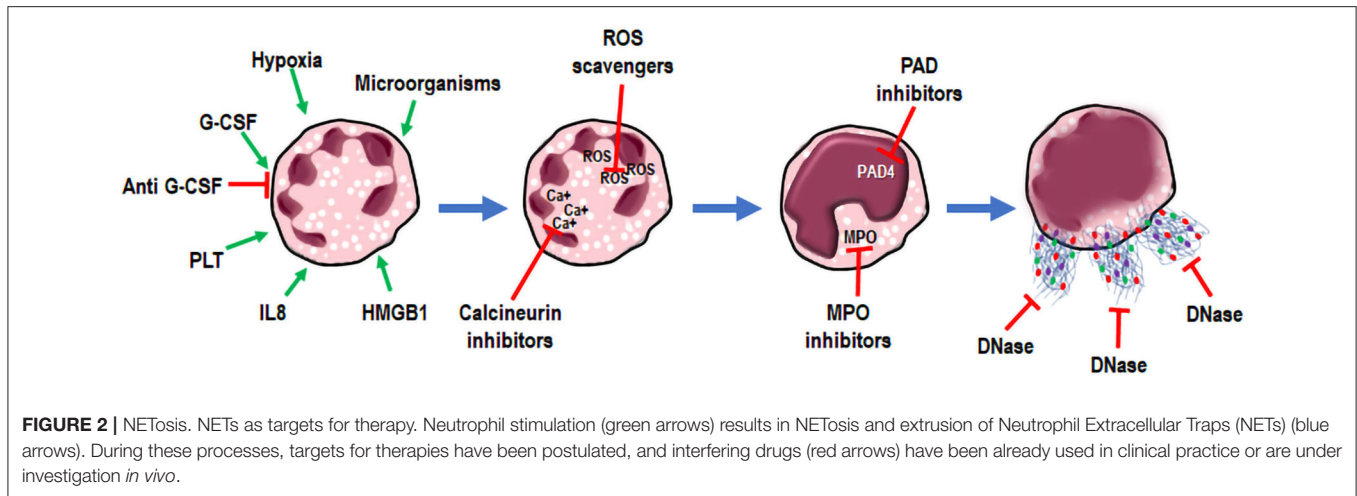 Hypoxia
Microorganisms
G-CSF
Anti G-CSF
PLT
IL8
HMGB1
ROS
scavengers
ROS
ROS
ROS
Ca+
Ca+
Ca+
Calcineurin
inhibitors
PAD
inhibitors
PAD4
MPO
MPO
inhibitors
DNase
DNase
DNase
FIGURE 2 | NETosis. NETs as targets for therapy. Neutrophil stimulation (green arrows) results in NETosis and extrusion of Neutrophil Extracellular Traps (NETs) (blue
arrows). During these processes, targets for therapies have been postulated, and interfering drugs (red arrows) have been already used in clinical practice or are under
investigation in vivo.